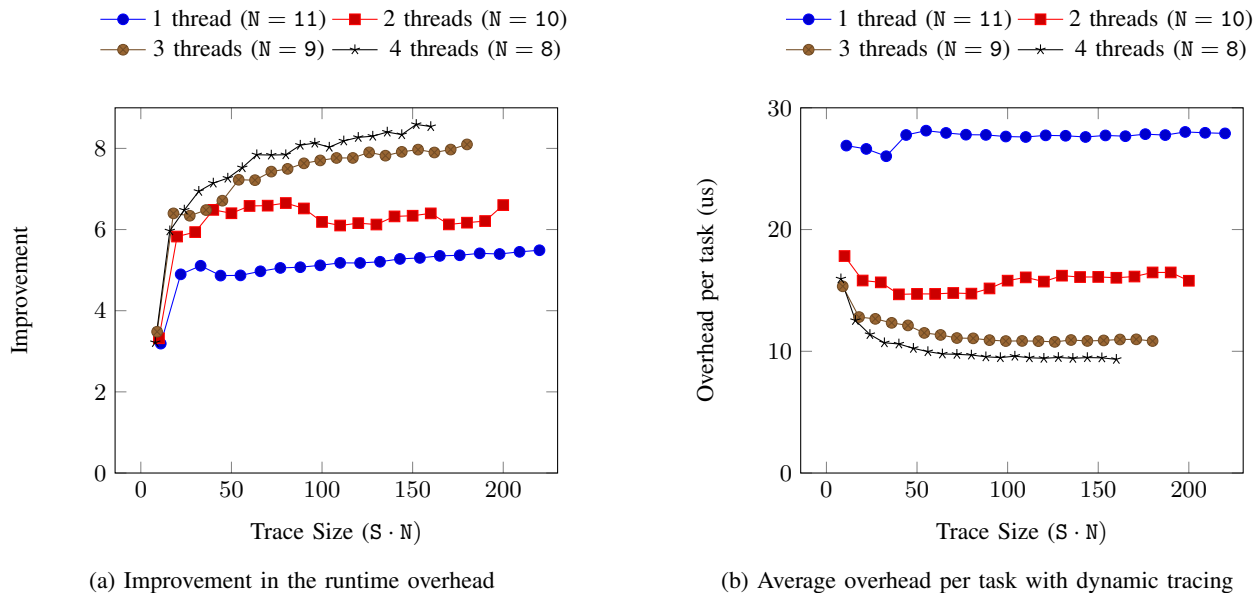 1 thread (N = 11) 2 threads (N = 10)
3 threads (N = 9) 4 threads (N = 8)
8
6
4
2
0
0 50 100 150 200
Improvement
Trace Size (S · N)
(a) Improvement in the runtime overhead
1 thread (N = 11) 2 threads (N = 10)
3 threads (N = 9) 4 threads (N = 8)
30
20
10
0
0 50 100 150 200
Overhead per task (us)
Trace Size (S · N)
(b) Average overhead per task with dynamic tracing